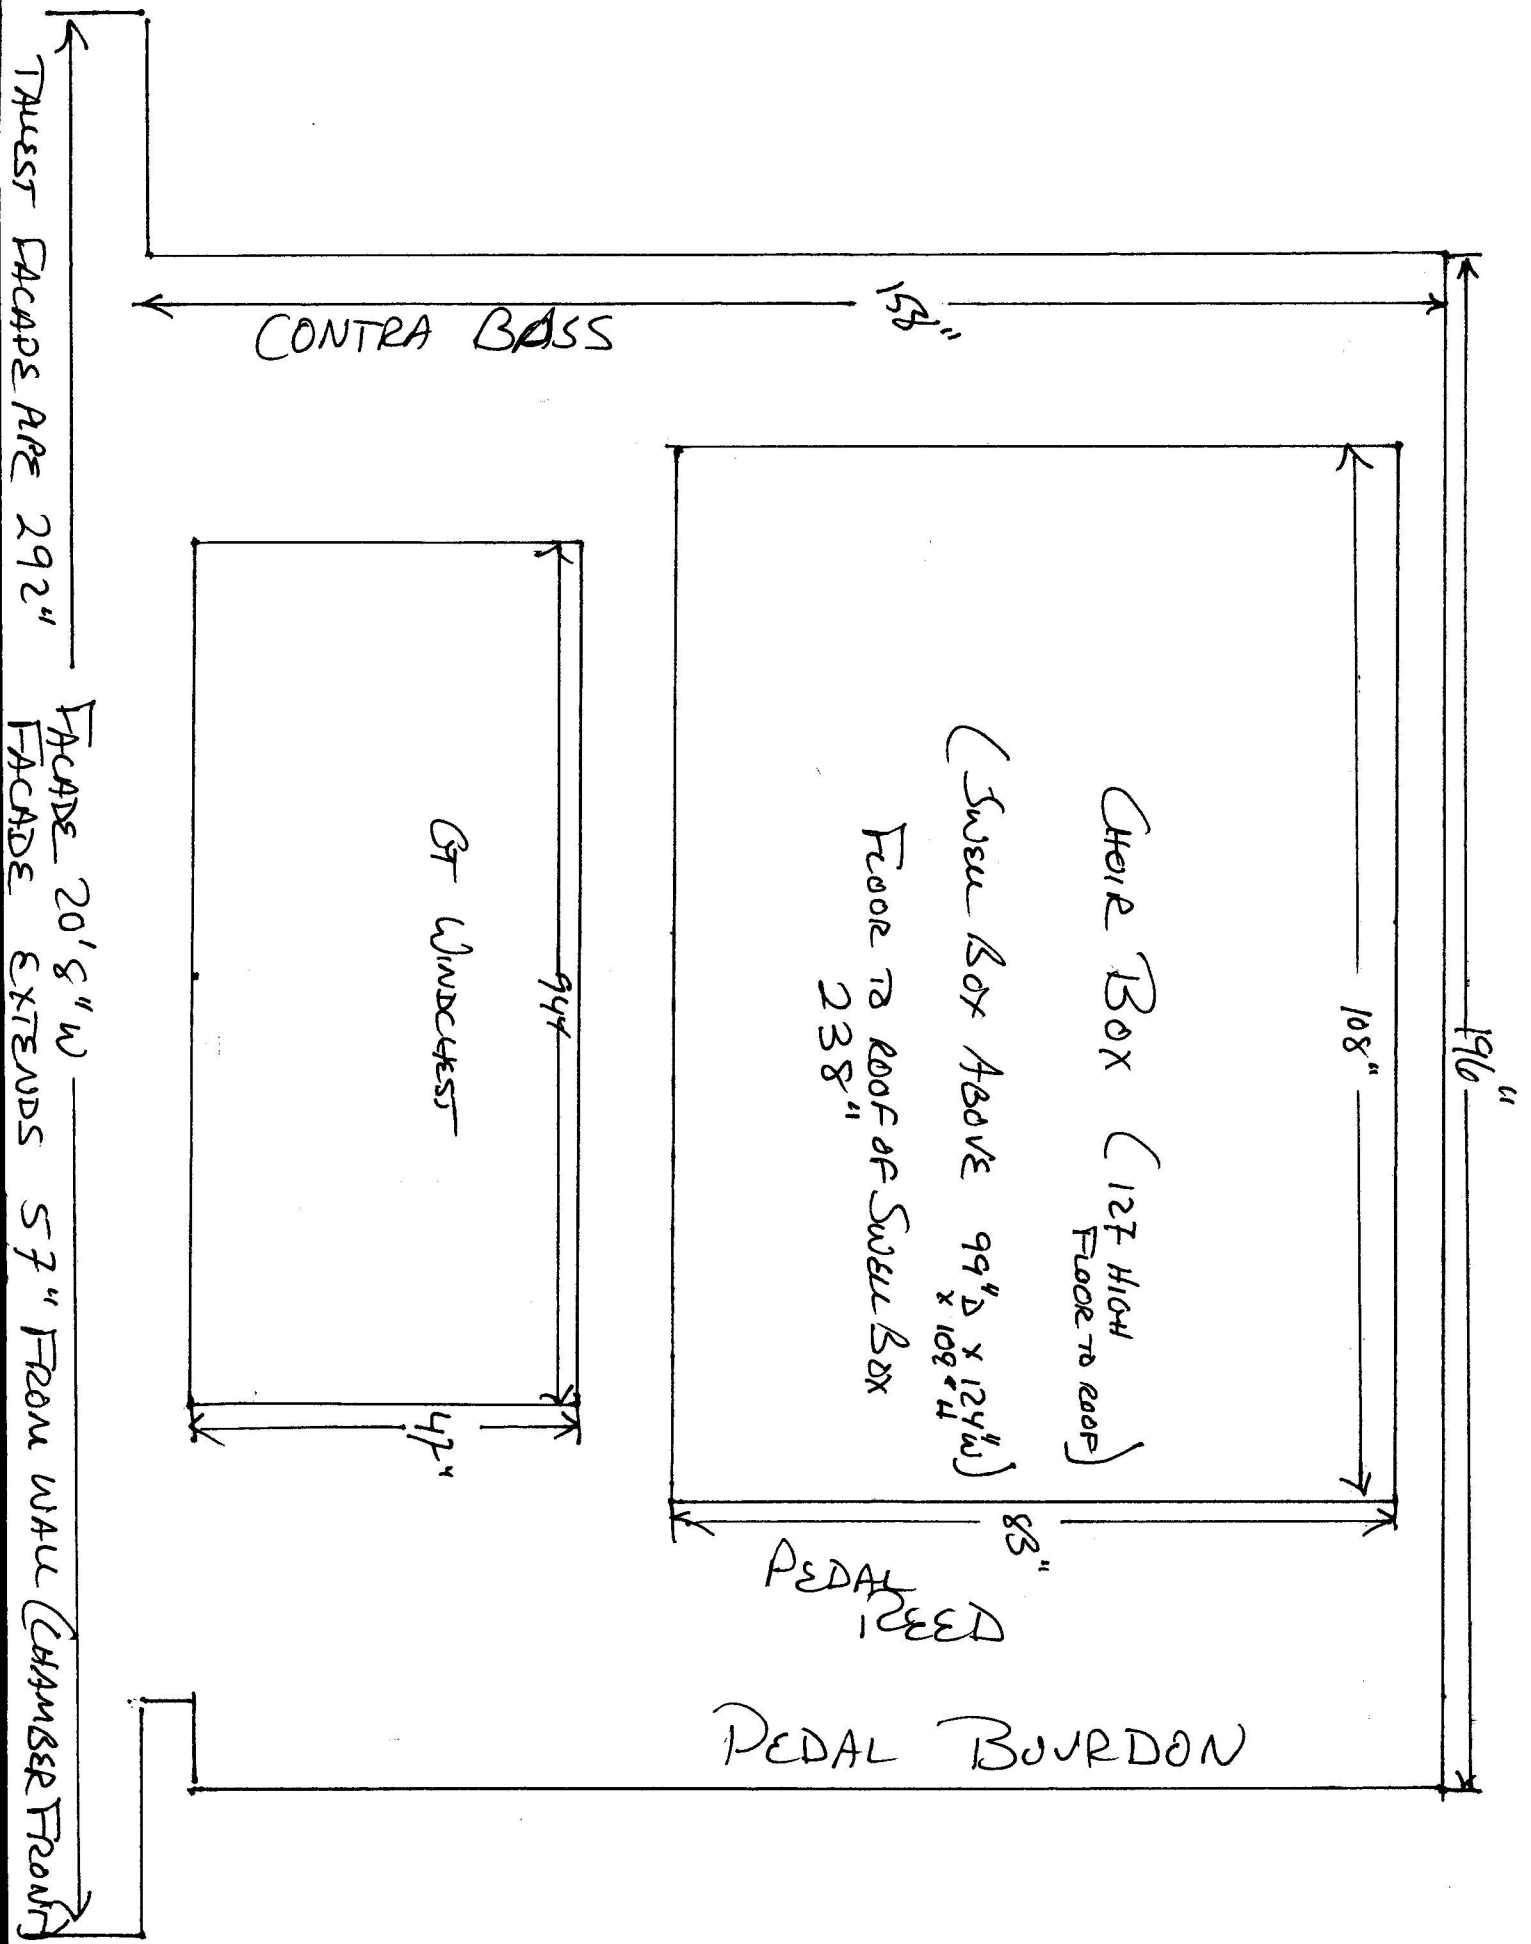 196"
158"
CONTRA BASS
108"
CHOIR BOX (127 HIGH
FLOOR TO ROOF)
(SWELL BOX ABOVE 99"D x 124"W
x 108"H)
FLOOR TO ROOF OF SWELL BOX
238"
83"
PEDAL
REED
PEDAL BOURDON
GT WINDCHEST
42"
FACADE 20'8" W
TALLEST FACADE PIPE 292" FACADE EXTENDS 57" FROM WALL (CHAMBER FRONT)